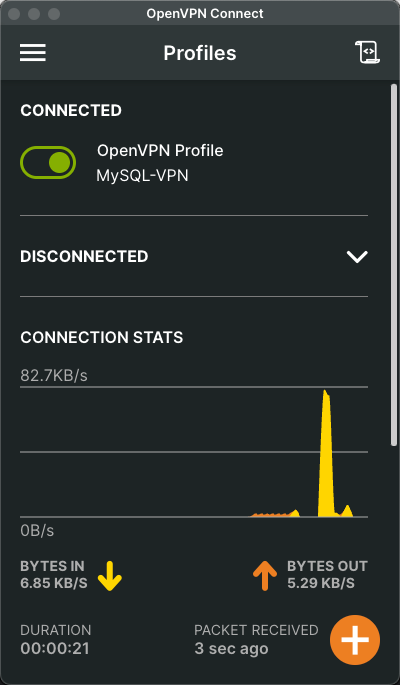 OpenVPN Connect
Profiles
CONNECTED
OpenVPN Profile
MySQL-VPN
DISCONNECTED
CONNECTION STATS
82.7KB/s
0B/s
BYTES IN
6.85 KB/S
BYTES OUT
5.29 KB/S
DURATION
00:00:21
PACKET RECEIVED
3 sec ago